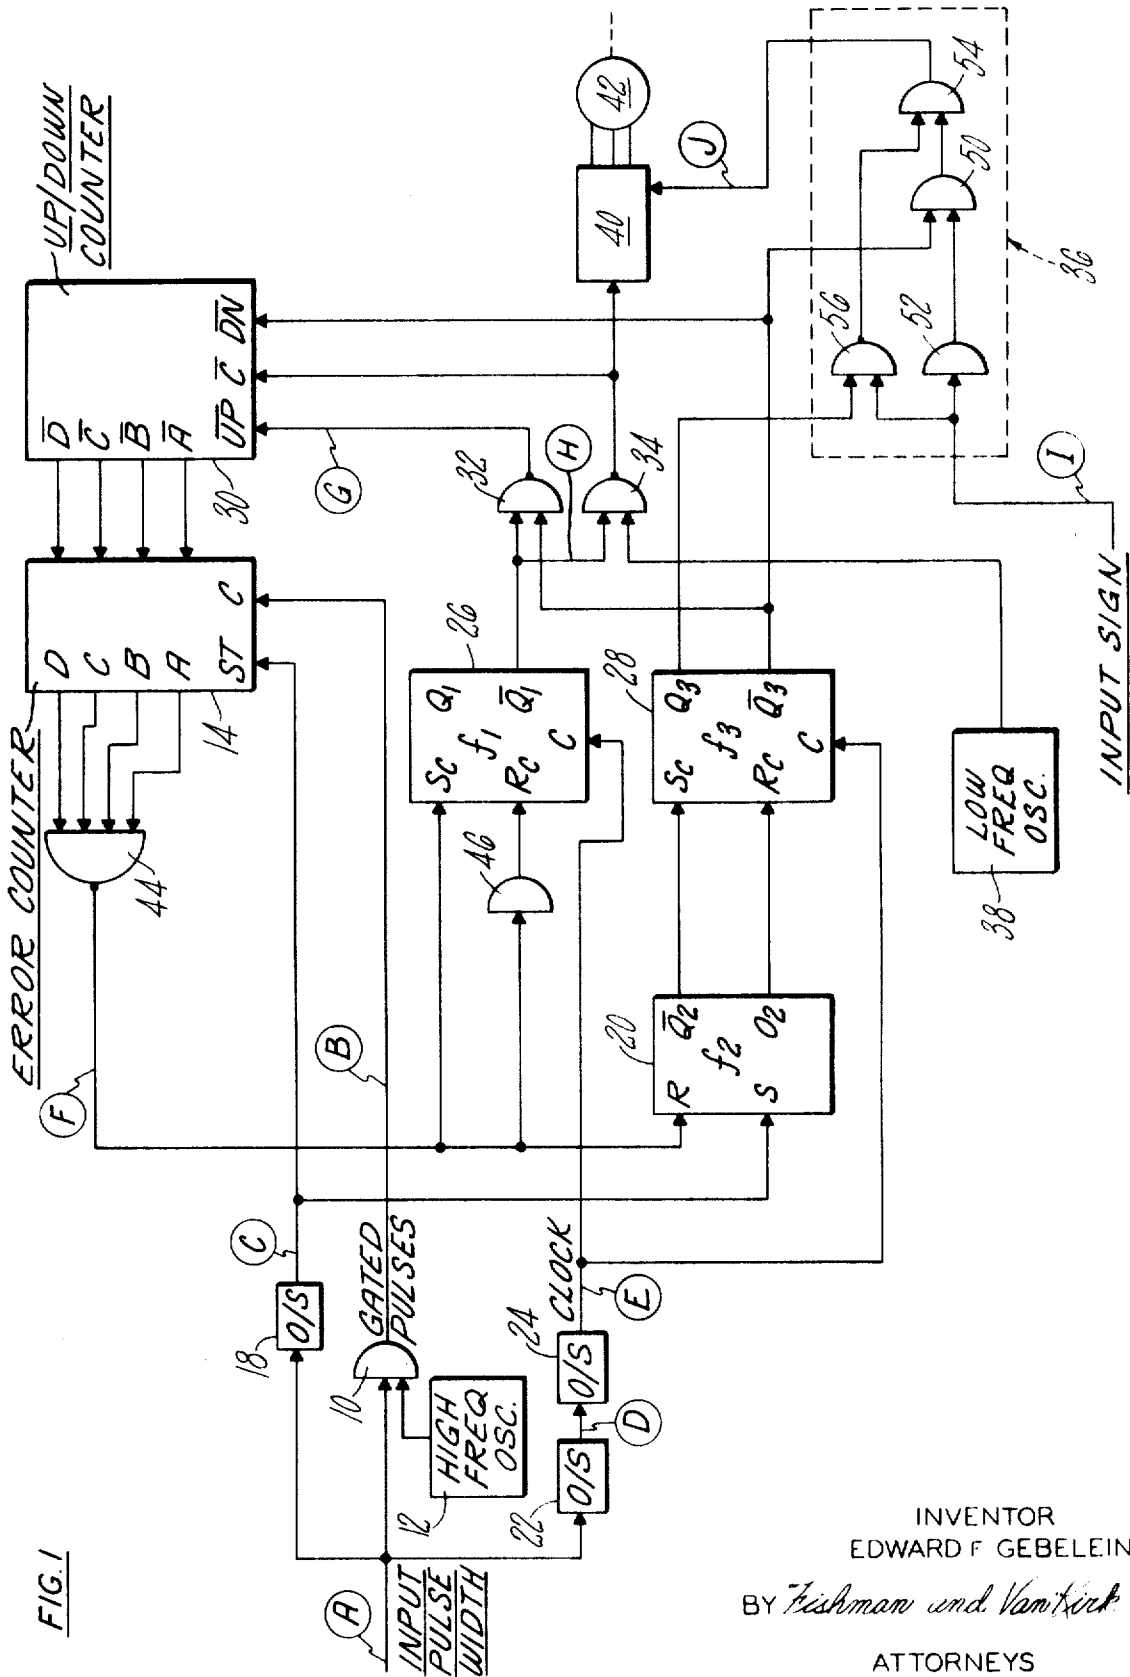 FIG. 1
ERROR COUNTER
UP/DOWN
COUNTER
F
44
14
D
C
B
A
ST
C
30
D̅
C̅
B̅
A̅
U̅P̅
C̅
D̅N̅
C
18
O/S
B
G
GATED
PULSES
10
A
INPUT
PULSE
WIDTH
12
HIGH
FREQ
OSC.
22
O/S
D
24
O/S
CLOCK
E
46
26
Sc
Q1
f1
Rc
Q̅1
C
32
H
34
40
42
J
20
R
Q̅2
f2
S
O2
28
Sc
Q3
f3
Rc
Q̅3
C
38
LOW
FREQ
OSC.
56
52
50
54
36
I
INPUT SIGN
INVENTOR
EDWARD F GEBELEIN
BY Fishman and Van Kirk
ATTORNEYS